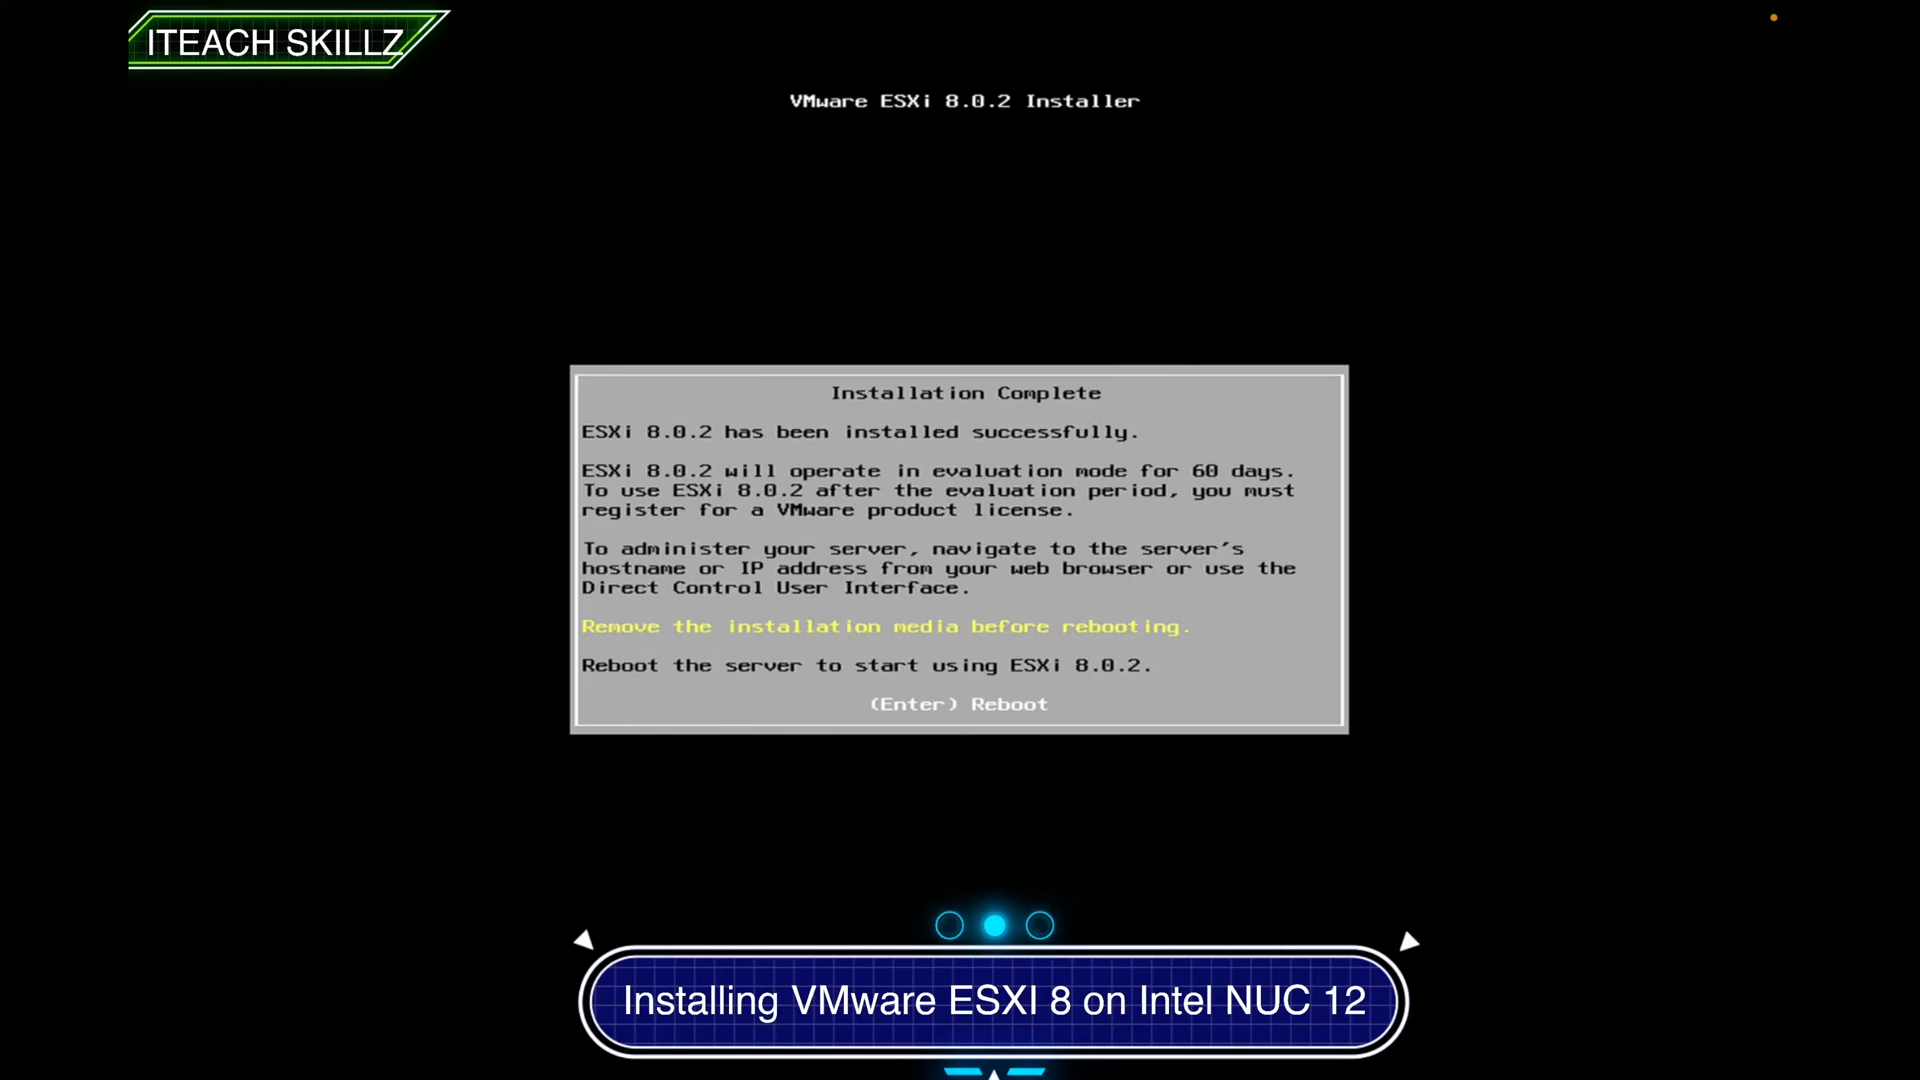 ITEACH SKILLZ
VMware ESXi 8.0.2 Installer
Installation Complete
ESXi 8.0.2 has been installed successfully.
ESXi 8.0.2 will operate in evaluation mode for 60 days.
To use ESXi 8.0.2 after the evaluation period, you must
register for a VMware product license.
To administer your server, navigate to the server's
hostname or IP address from your web browser or use the
Direct Control User Interface.
Remove the installation media before rebooting.
Reboot the server to start using ESXi 8.0.2.
(Enter) Reboot
Installing VMware ESXI 8 on Intel NUC 12